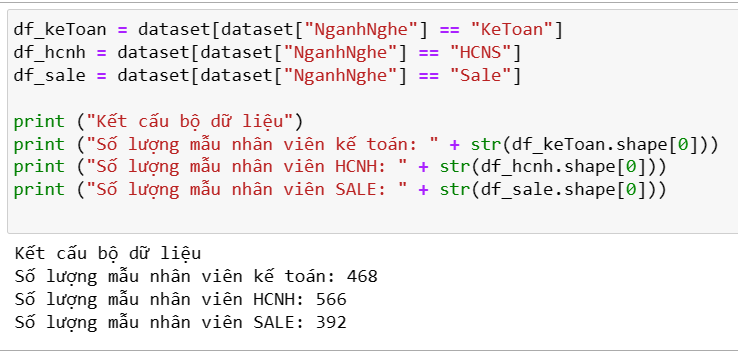 df_keToan = dataset[dataset["NganhNghe"] == "KeToan"]
df_hcnh = dataset[dataset["NganhNghe"] == "HCNS"]
df_sale = dataset[dataset["NganhNghe"] == "Sale"]
print ("Kết cấu bộ dữ liệu")
print ("Số lượng mẫu nhân viên kế toán: " + str(df_keToan.shape[0]))
print ("Số lượng mẫu nhân viên HCNH: " + str(df_hcnh.shape[0]))
print ("Số lượng mẫu nhân viên SALE: " + str(df_sale.shape[0]))
Kết cấu bộ dữ liệu
Số lượng mẫu nhân viên kế toán: 468
Số lượng mẫu nhân viên HCNH: 566
Số lượng mẫu nhân viên SALE: 392